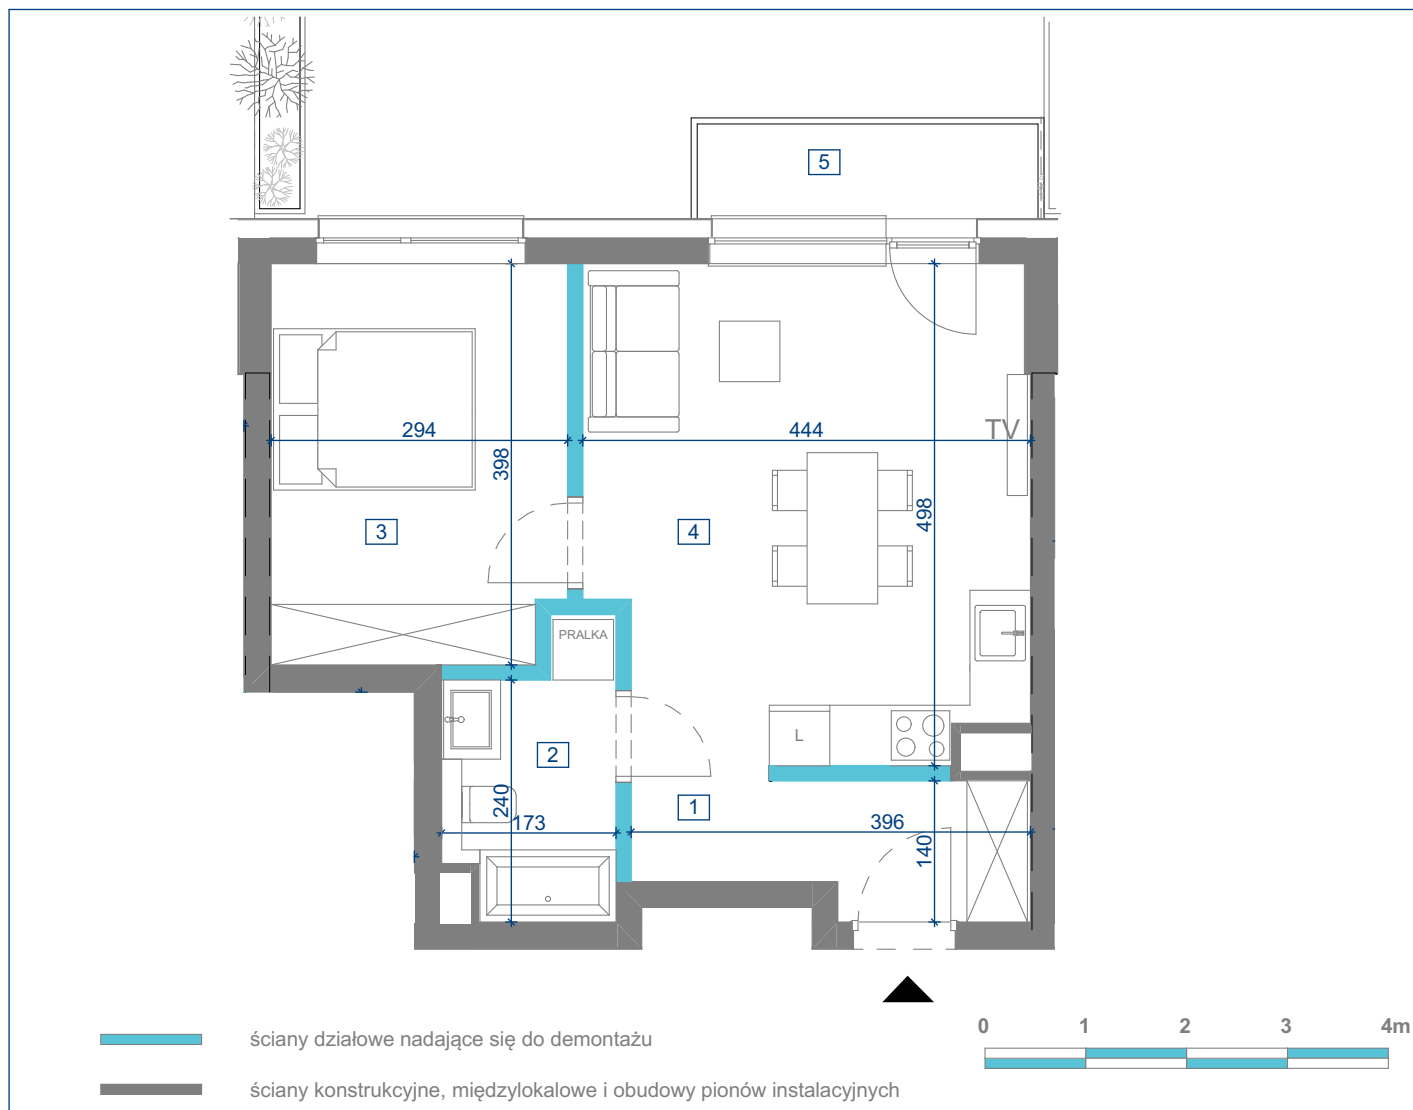 5
294
444
TV
398
498
3
4
PRALKA
L
2
1
240
173
396
140
0 1 2 3 4m
ściany działowe nadające się do demontażu
ściany konstrukcyjne, międzylokalowe i obudowy pionów instalacyjnych